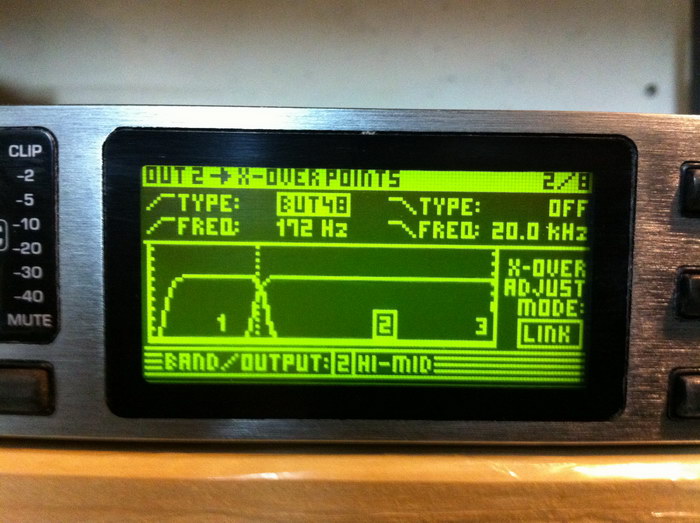 CLIP
-2
-5
-10
-20
-30
-40
MUTE
OUT 2 → X-OVER POINTS 2/8
TYPE: BUT48 TYPE: OFF
FREQ: 172 Hz FREQ: 20.0 kHz
X-OVER
ADJUST
MODE:
LINK
1 2 3
BAND/OUTPUT: 2 HI-MID